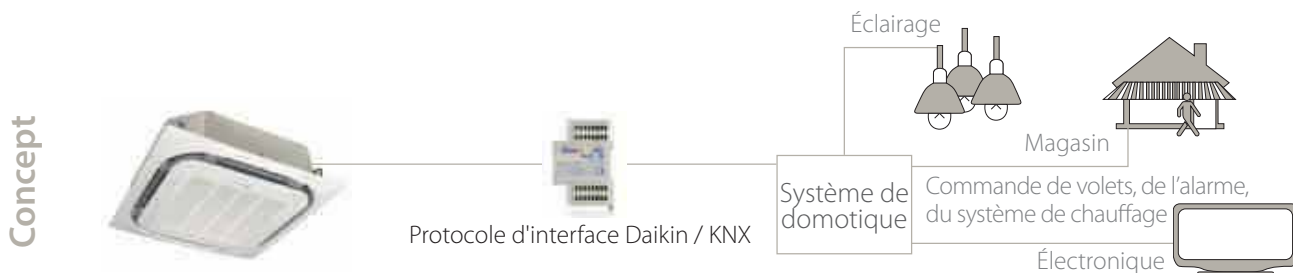 Concept
Éclairage
Magasin
Protocole d'interface Daikin / KNX
Système de
domotique
Commande de volets, de l'alarme,
du système de chauffage
Électronique